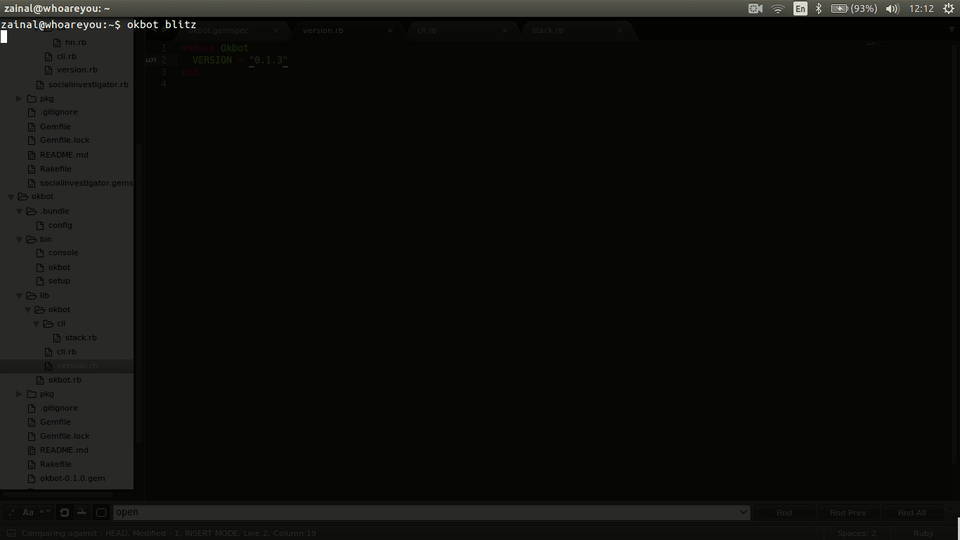 zainal@whoareyou: ~
En
(93%)
12:12
zainal@whoareyou:~$ okbot blitz
hn.rb
cli.rb
version.rb
socialinvestigator.rb
pkg
.gitignore
Gemfile
Gemfile.lock
README.md
Rakefile
socialinvestigator.gems
okbot
.bundle
config
bin
console
okbot
setup
lib
okbot
cli
stack.rb
cli.rb
version.rb
okbot.rb
pkg
.gitignore
Gemfile
Gemfile.lock
README.md
Rakefile
okbot-0.1.0.gem
okbot.gemspec
version.rb
cli.rb
stack.rb
1 module Okbot
2 VERSION = "0.1.3"
3 end
4
.* Aa “”
open
Find
Find Prev
Find All
Comparing against : HEAD, Modified : 1, INSERT MODE, Line 2, Column 19
Spaces: 2
Ruby